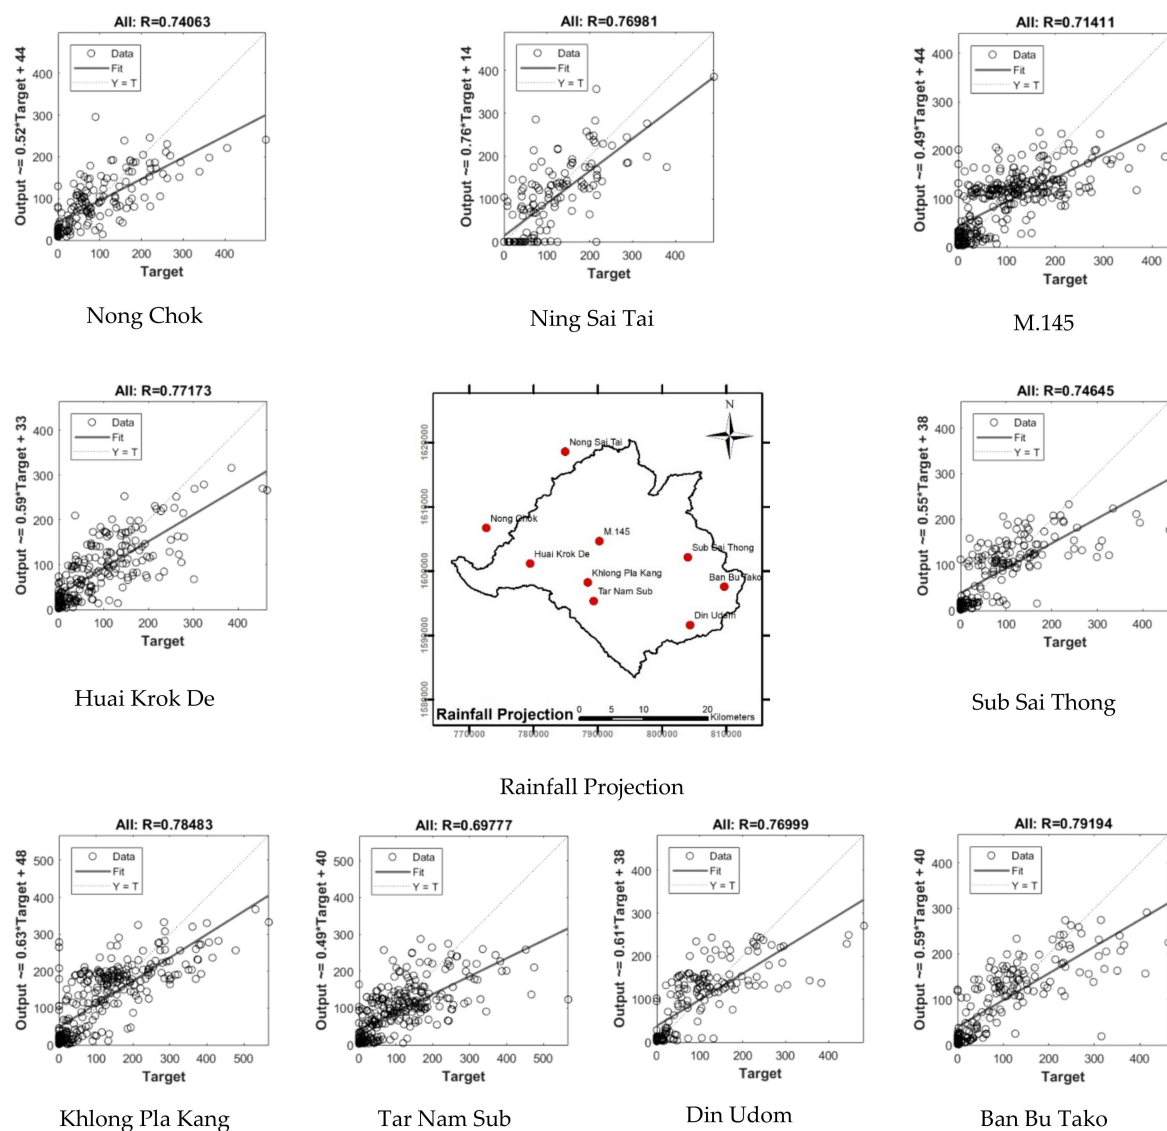 All: R=0.74063
Output ~= 0.52*Target + 44
Data
Fit
Y = T
400
300
200
100
0
0 100 200 300 400
Target
Nong Chok
All: R=0.76981
Output ~= 0.76*Target + 14
Data
Fit
Y = T
400
300
200
100
0
0 100 200 300 400
Target
Ning Sai Tai
All: R=0.71411
Output ~= 0.49*Target + 44
Data
Fit
Y = T
400
300
200
100
0
0 100 200 300 400
Target
M.145
All: R=0.77173
Output ~= 0.59*Target + 33
Data
Fit
Y = T
400
300
200
100
0
0 200 400
Target
Huai Krok De
N
1620000
1610000
1600000
1590000
1580000
Nong Sai Tai
Nong Chok
M.145
Huai Krok De
Sub Sai Thong
Khlong Pla Kang
Ban Bu Tako
Tar Nam Sub
Din Udom
Rainfall Projection
0 5 10 20
Kilometers
770000 780000 790000 800000 810000
Rainfall Projection
All: R=0.74645
Output ~= 0.55*Target + 38
Data
Fit
Y = T
400
300
200
100
0
0 100 200 300 400
Target
Sub Sai Thong
All: R=0.78483
Output ~= 0.63*Target + 48
Data
Fit
Y = T
500
400
300
200
100
0
0 100 200 300 400 500
Target
Khlong Pla Kang
All: R=0.69777
Output ~= 0.49*Target + 40
Data
Fit
Y = T
500
400
300
200
100
0
0 100 200 300 400 500
Target
Tar Nam Sub
All: R=0.76999
Output ~= 0.61*Target + 38
Data
Fit
Y = T
400
300
200
100
0
0 100 200 300 400
Target
Din Udom
All: R=0.79194
Output ~= 0.59*Target + 40
Data
Fit
Y = T
400
300
200
100
0
0 100 200 300 400
Target
Ban Bu Tako